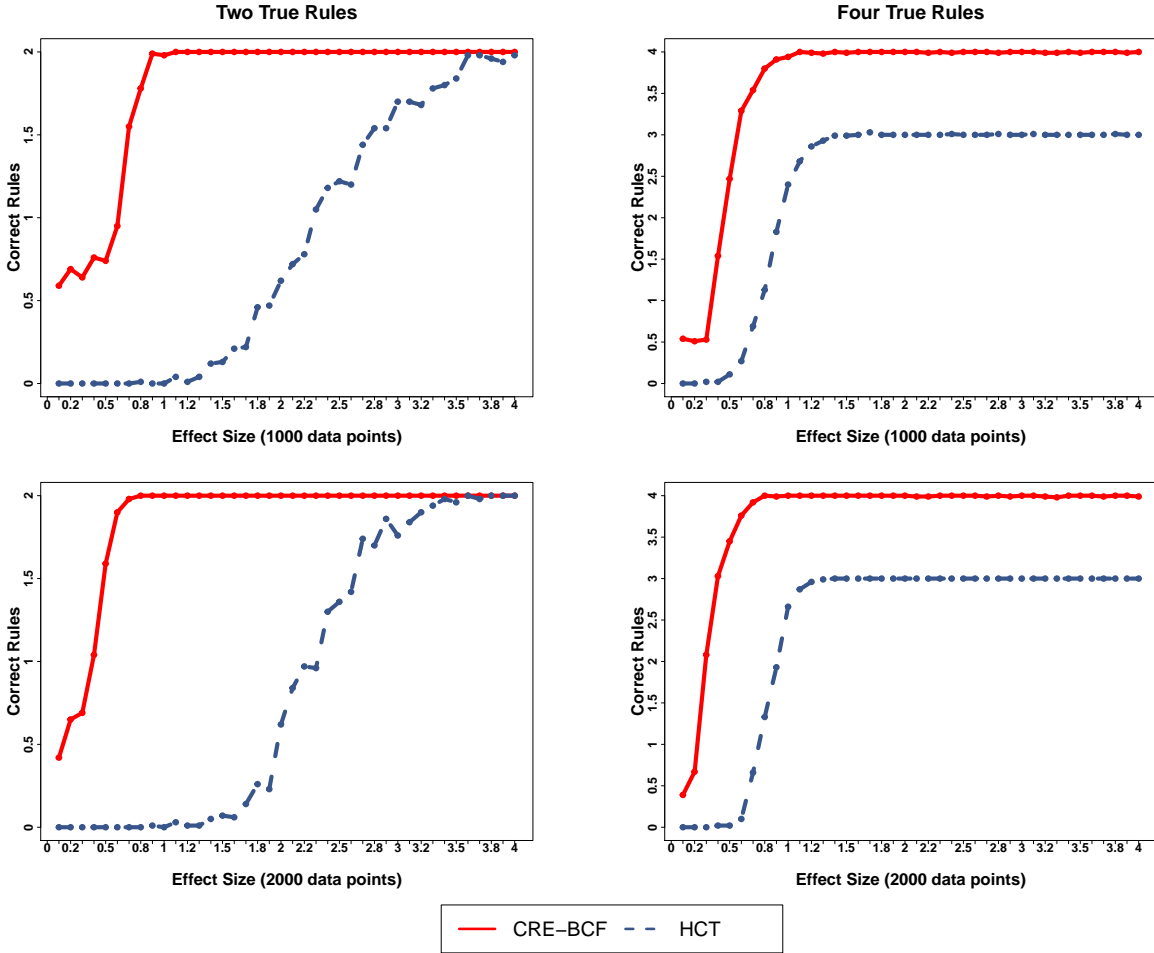 Two True Rules
Four True Rules
Correct Rules
0 0.5 1 1.5 2
0 0.2 0.5 0.8 1 1.2 1.5 1.8 2 2.2 2.5 2.8 3 3.2 3.5 3.8 4
Effect Size (1000 data points)
Correct Rules
0 0.5 1 1.5 2 2.5 3 3.5 4
0 0.2 0.5 0.8 1 1.2 1.5 1.8 2 2.2 2.5 2.8 3 3.2 3.5 3.8 4
Effect Size (1000 data points)
Correct Rules
0 0.5 1 1.5 2
0 0.2 0.5 0.8 1 1.2 1.5 1.8 2 2.2 2.5 2.8 3 3.2 3.5 3.8 4
Effect Size (2000 data points)
Correct Rules
0 0.5 1 1.5 2 2.5 3 3.5 4
0 0.2 0.5 0.8 1 1.2 1.5 1.8 2 2.2 2.5 2.8 3 3.2 3.5 3.8 4
Effect Size (2000 data points)
CRE−BCF HCT